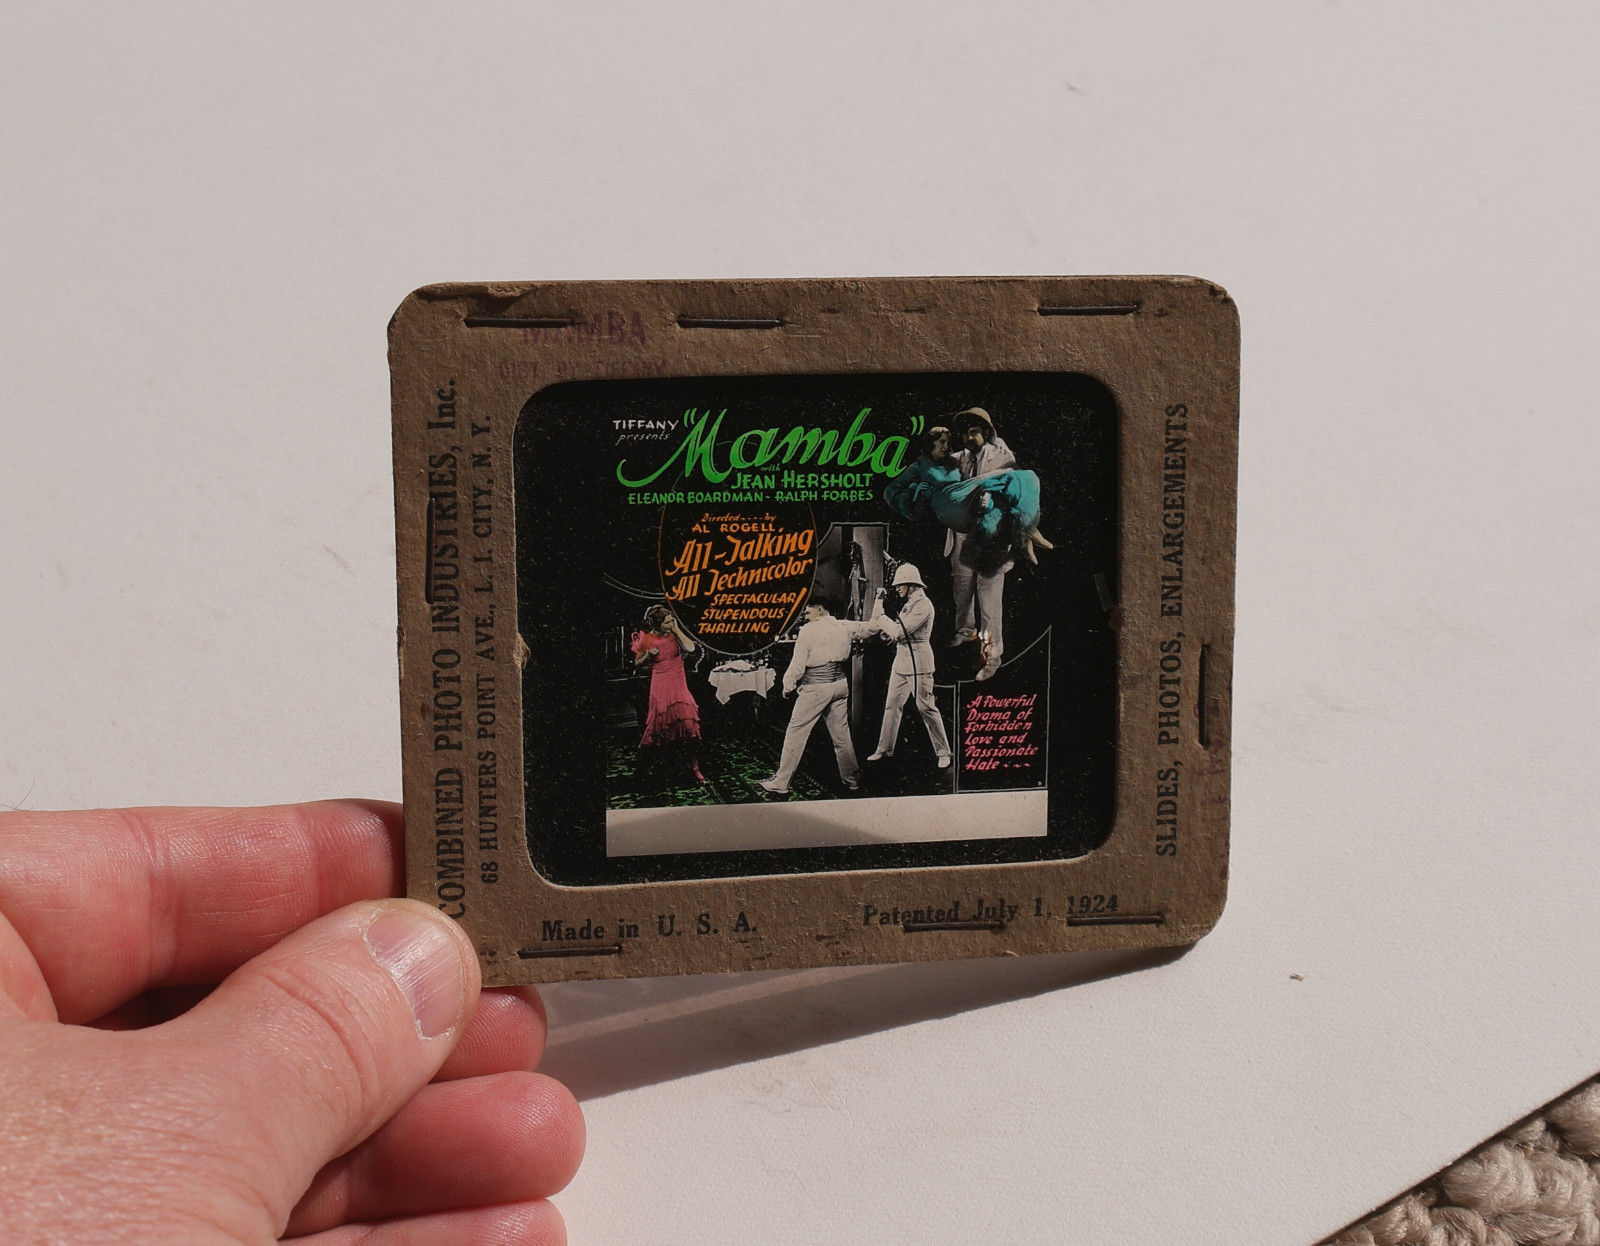 MAMBA
COMBINED PHOTO INDUSTRIES, Inc.
68 HUNTERS POINT AVE., L. I. CITY, N. Y.
TIFFANY
presents
"Mamba"
with
JEAN HERSHOLT
ELEANOR BOARDMAN - RALPH FORBES
Directed----by
AL ROGELL
All-Talking
All Technicolor
SPECTACULAR
STUPENDOUS
THRILLING!
A Powerful
Drama of
Forbidden
Love and
Passionate
Hate---
SLIDES, PHOTOS, ENLARGEMENTS
Made in U. S. A.
Patented July 1, 1924